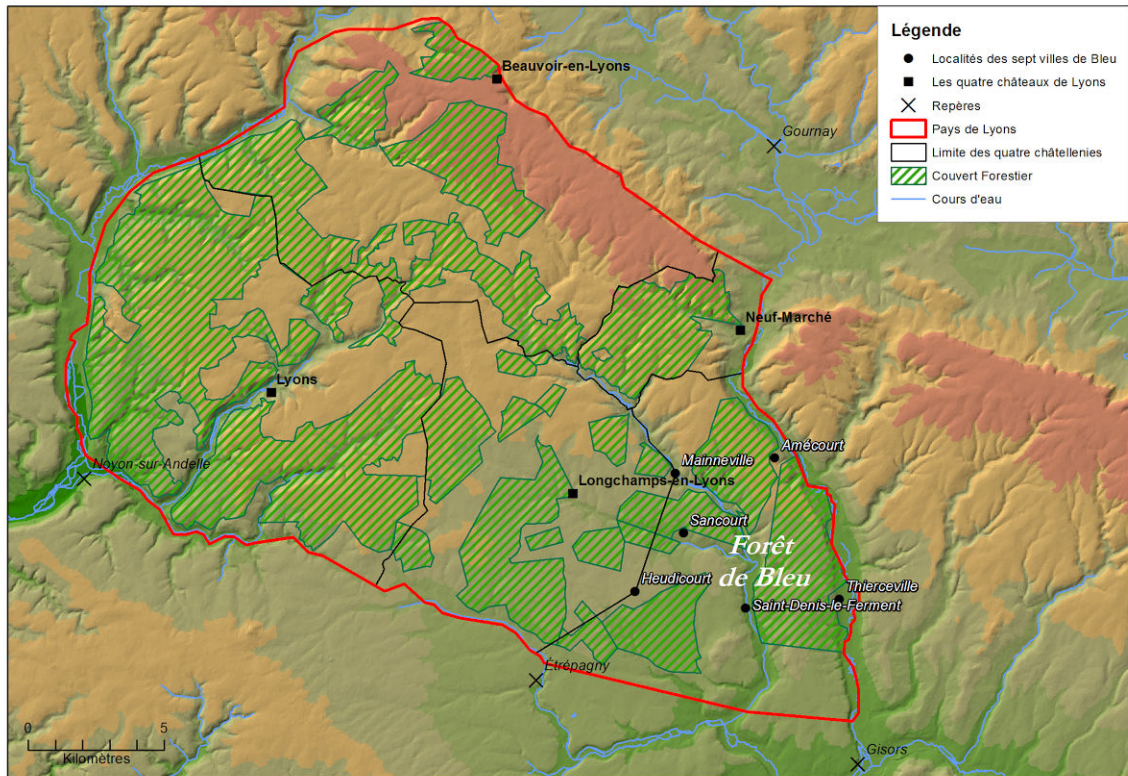 Légende
Localités des sept villes de Bleu
Les quatre châteaux de Lyons
Repères
Pays de Lyons
Limite des quatre châtellenies
Couvert Forestier
Cours d'eau
Beauvoir-en-Lyons
Gournay
Neuf-Marché
Lyons
Noyon-sur-Andelle
Amécourt
Mainneville
Longchamps-en-Lyons
Sancourt
Forêt
de Bleu
Heudicourt
Thierceville
Saint-Denis-le-Ferment
Étrépagny
Gisors
0 5
Kilomètres